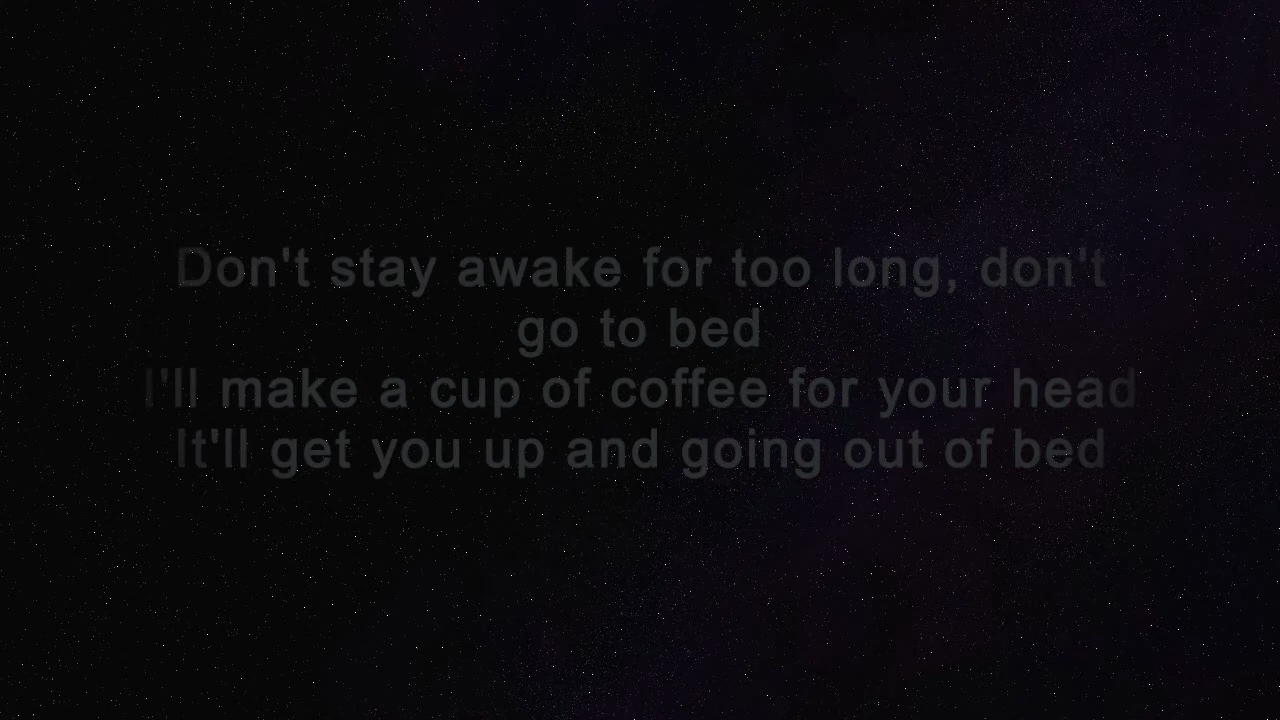 Don't stay awake for too long, don't
go to bed
I'll make a cup of coffee for your head
It'll get you up and going out of bed